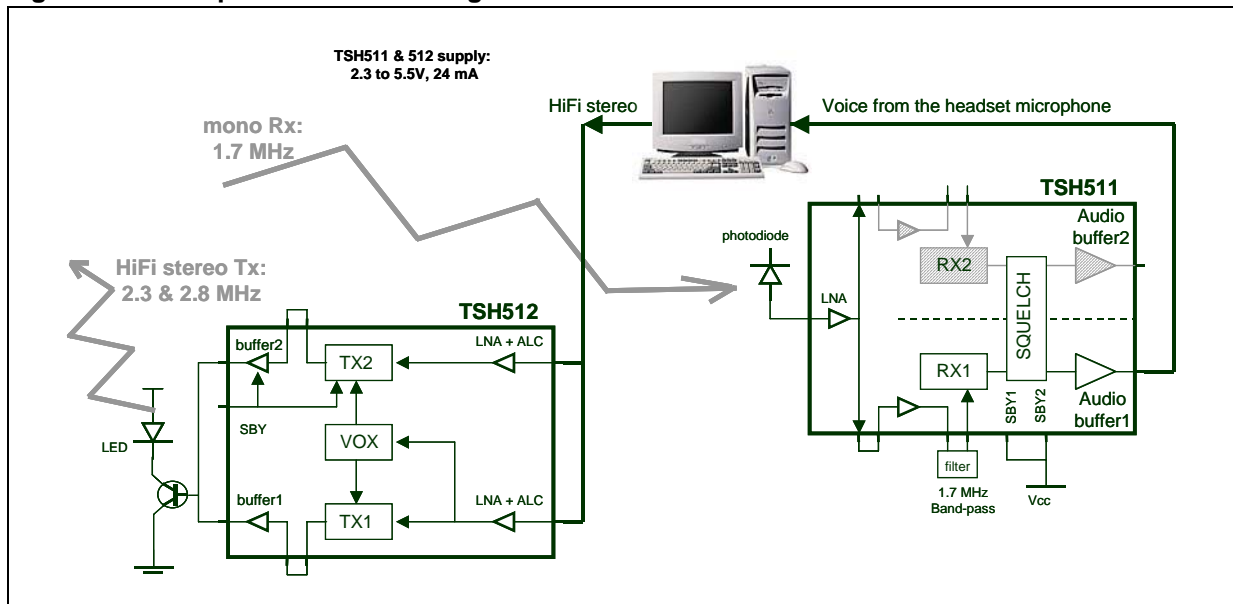 TSH511 & 512 supply:
2.3 to 5.5V, 24 mA
HiFi stereo
Voice from the headset microphone
mono Rx:
1.7 MHz
TSH511
photodiode
Audio
buffer2
RX2
HiFi stereo Tx:
2.3 & 2.8 MHz
LNA
SQUELCH
TSH512
buffer2
TX2
LNA + ALC
RX1
SBY1
SBY2
Audio
buffer1
SBY
LED
VOX
filter
1.7 MHz
Band-pass
Vcc
buffer1
TX1
LNA + ALC